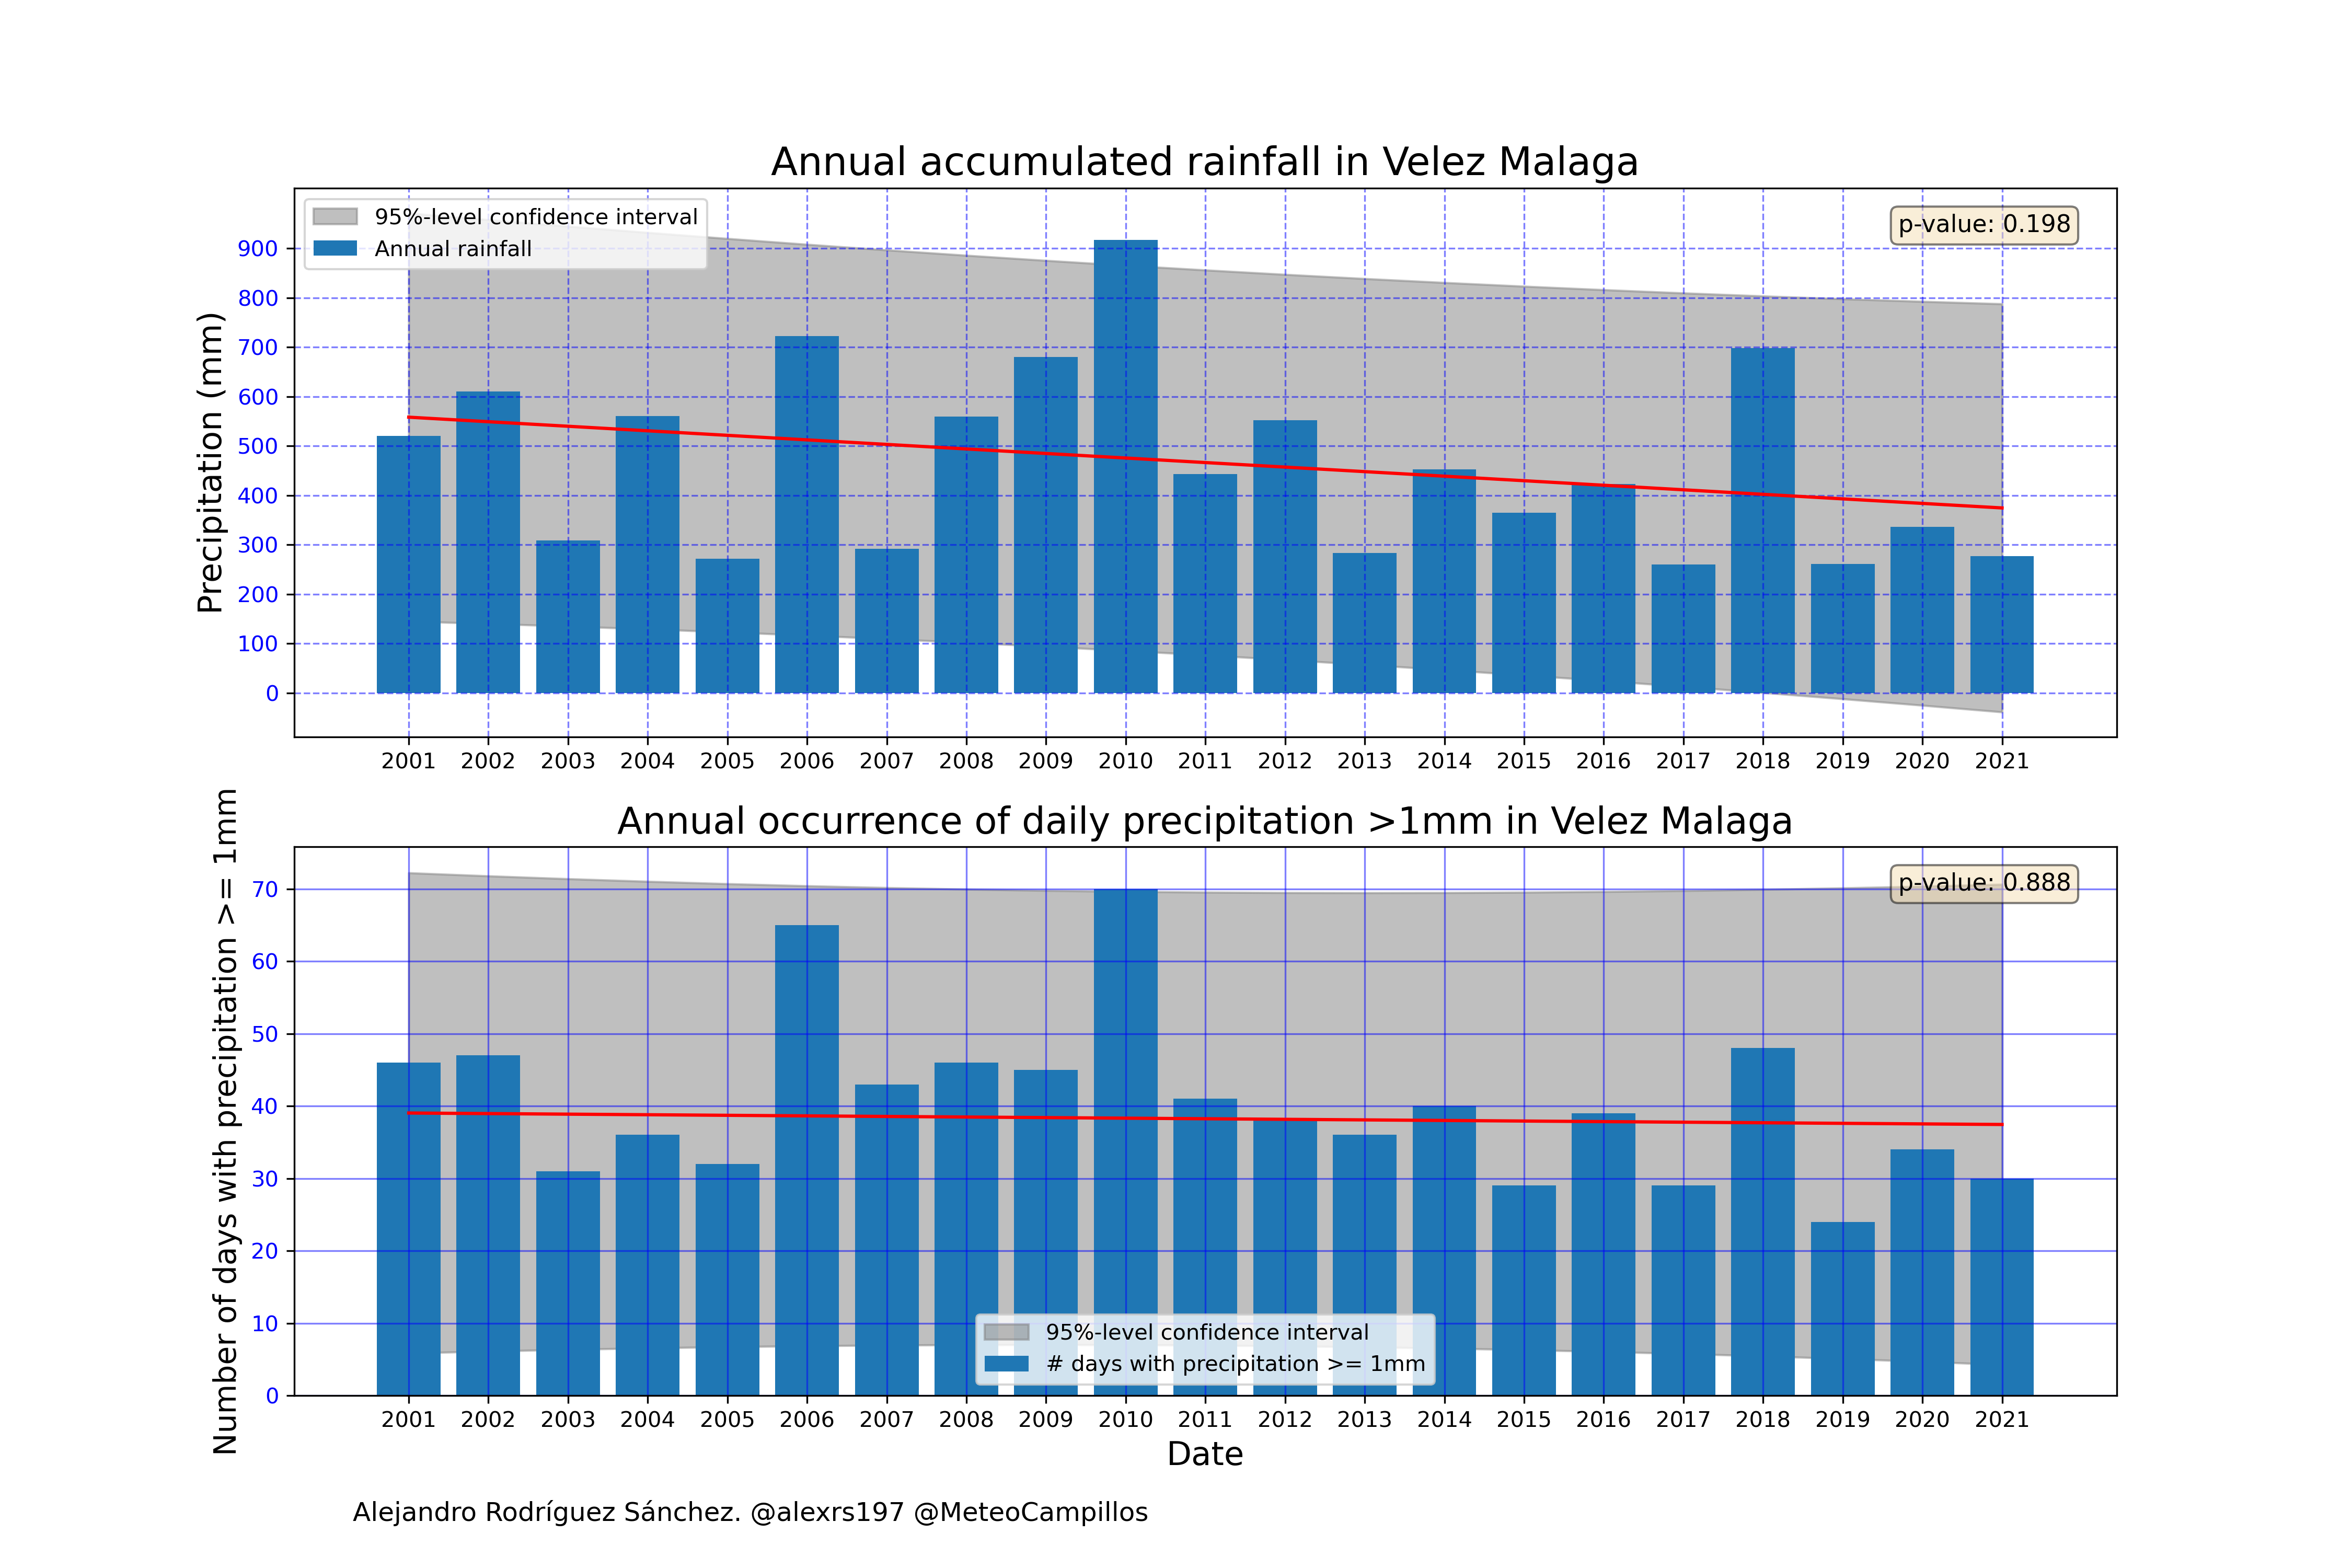 Annual accumulated rainfall in Velez Malaga
95%-level confidence interval
Annual rainfall
p-value: 0.198
Precipitation (mm)
900
800
700
600
500
400
300
200
100
0
2001 2002 2003 2004 2005 2006 2007 2008 2009 2010 2011 2012 2013 2014 2015 2016 2017 2018 2019 2020 2021
Annual occurrence of daily precipitation >1mm in Velez Malaga
p-value: 0.888
Number of days with precipitation >= 1mm
70
60
50
40
30
20
10
0
95%-level confidence interval
# days with precipitation >= 1mm
2001 2002 2003 2004 2005 2006 2007 2008 2009 2010 2011 2012 2013 2014 2015 2016 2017 2018 2019 2020 2021
Date
Alejandro Rodríguez Sánchez. @alexrs197 @MeteoCampillos